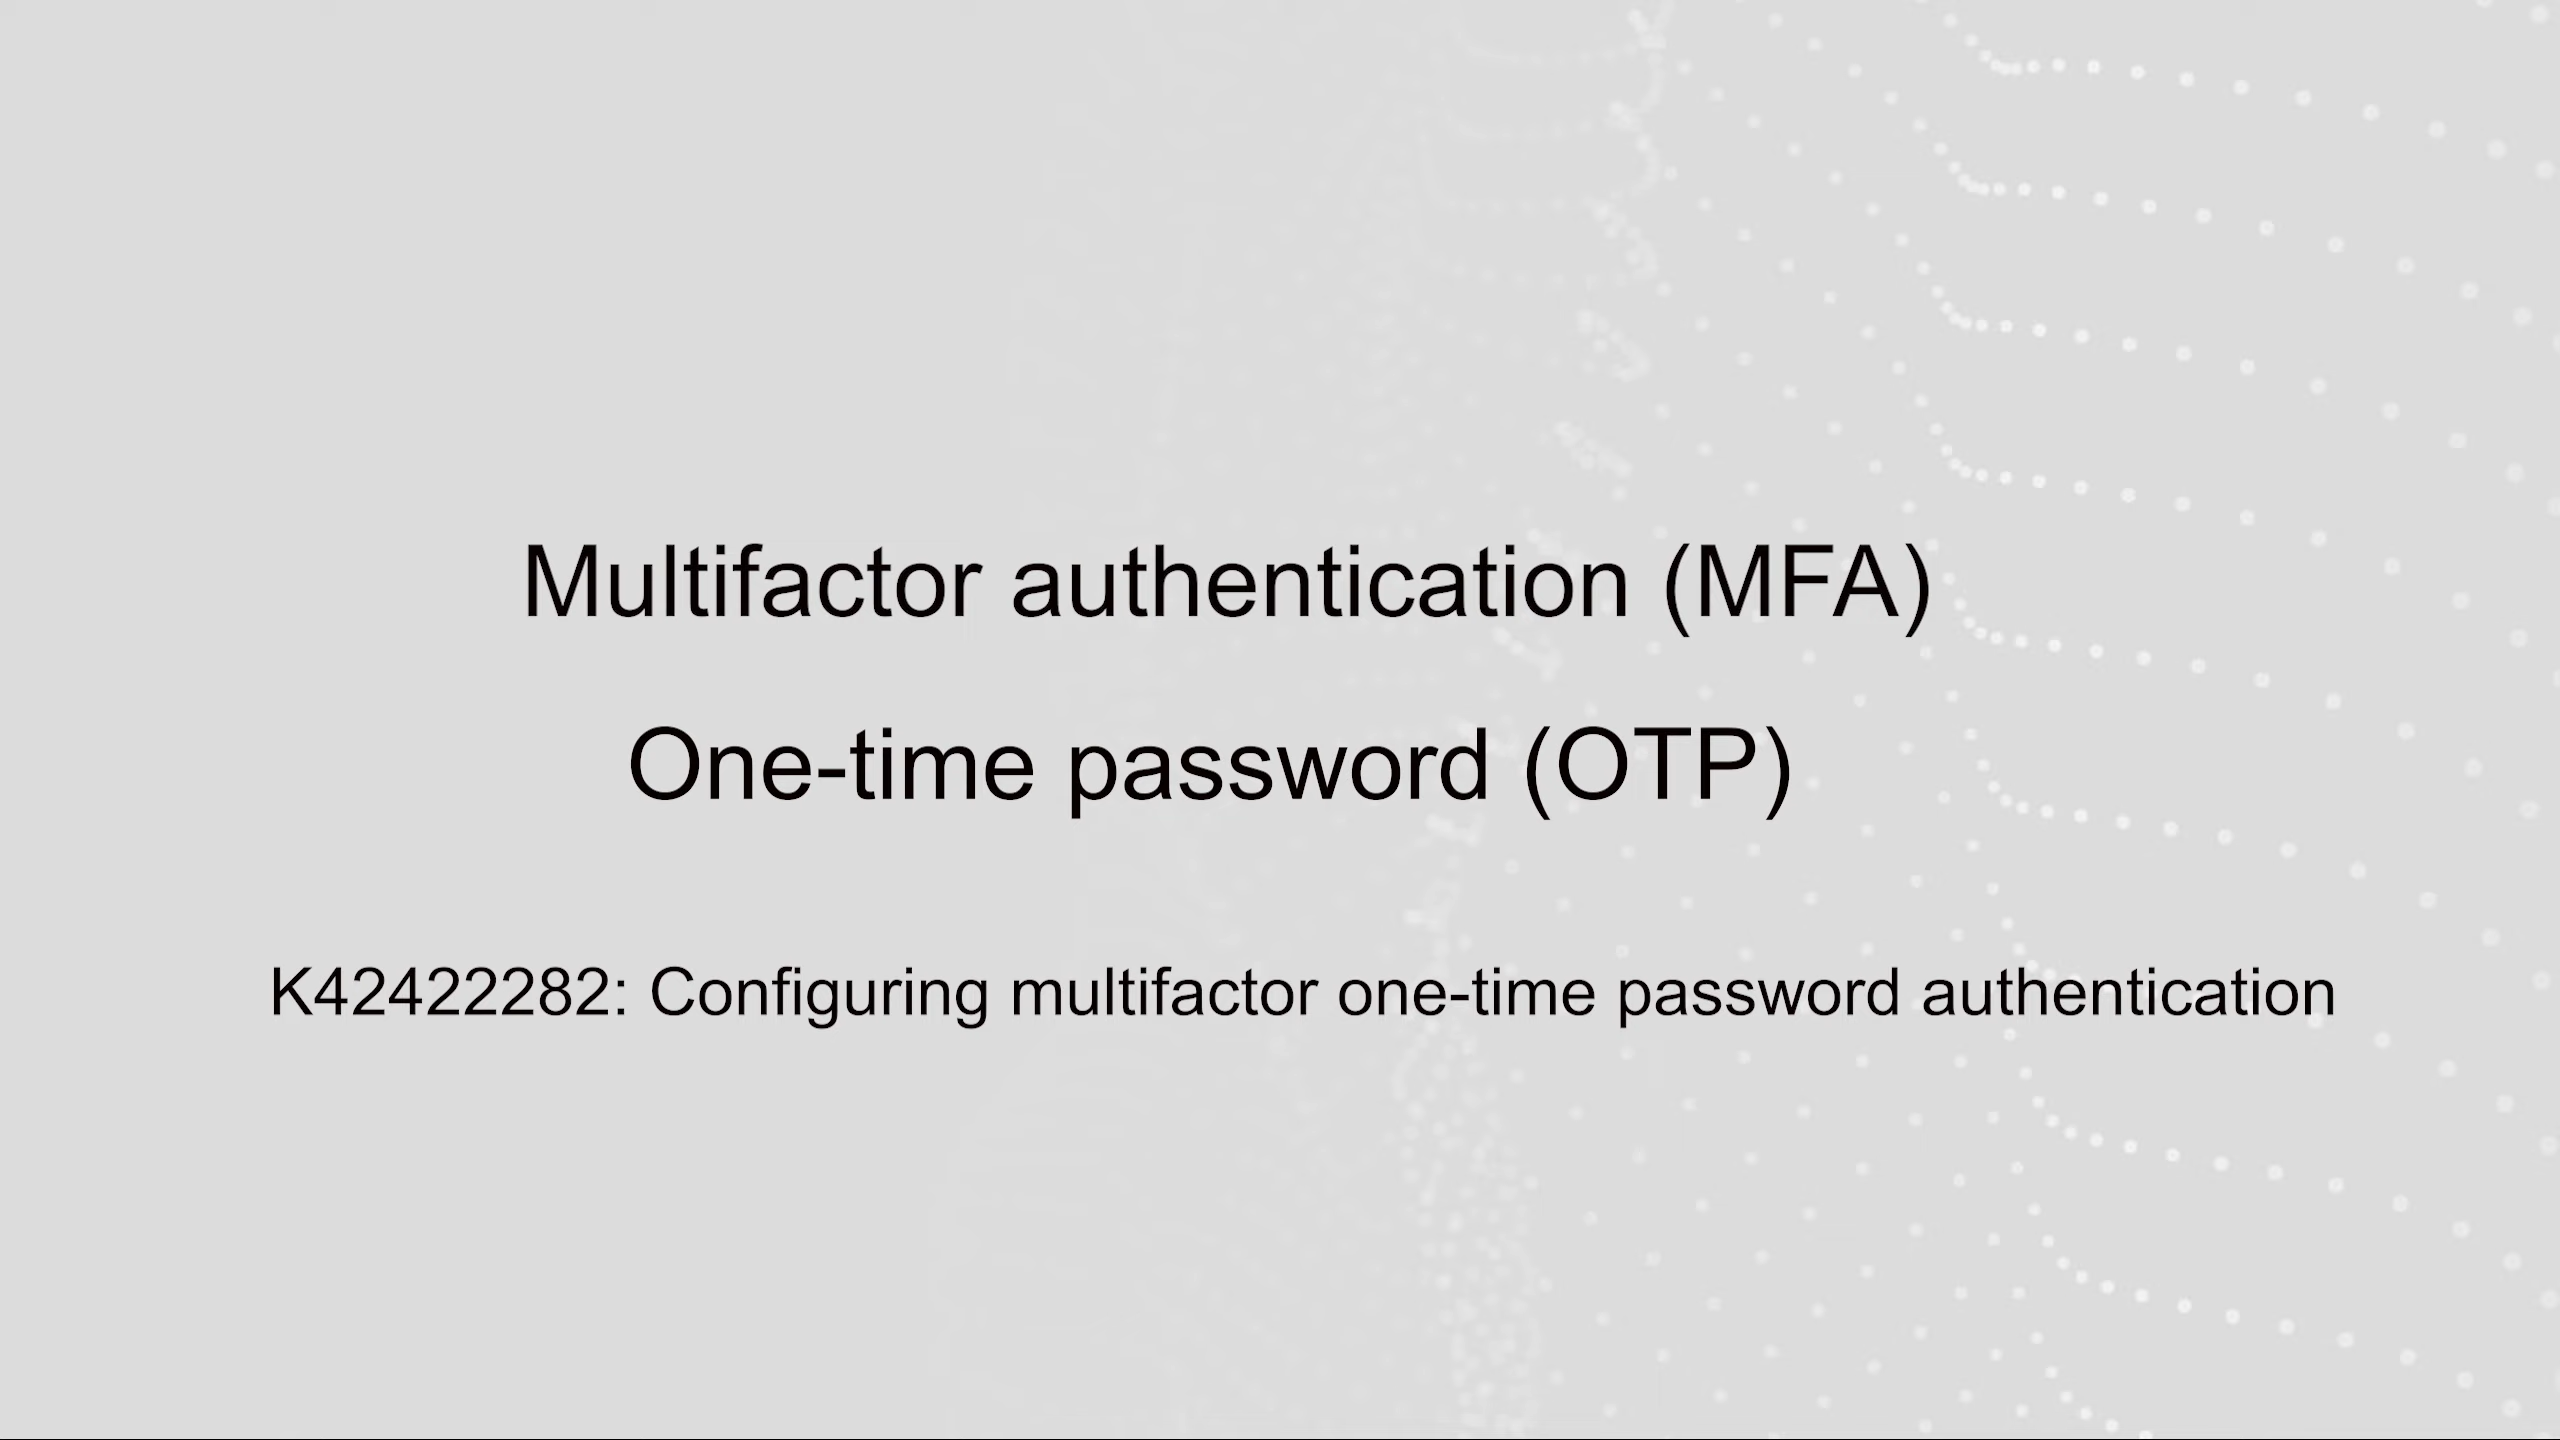 Multifactor authentication (MFA)
One-time password (OTP)
K42422282: Configuring multifactor one-time password authentication